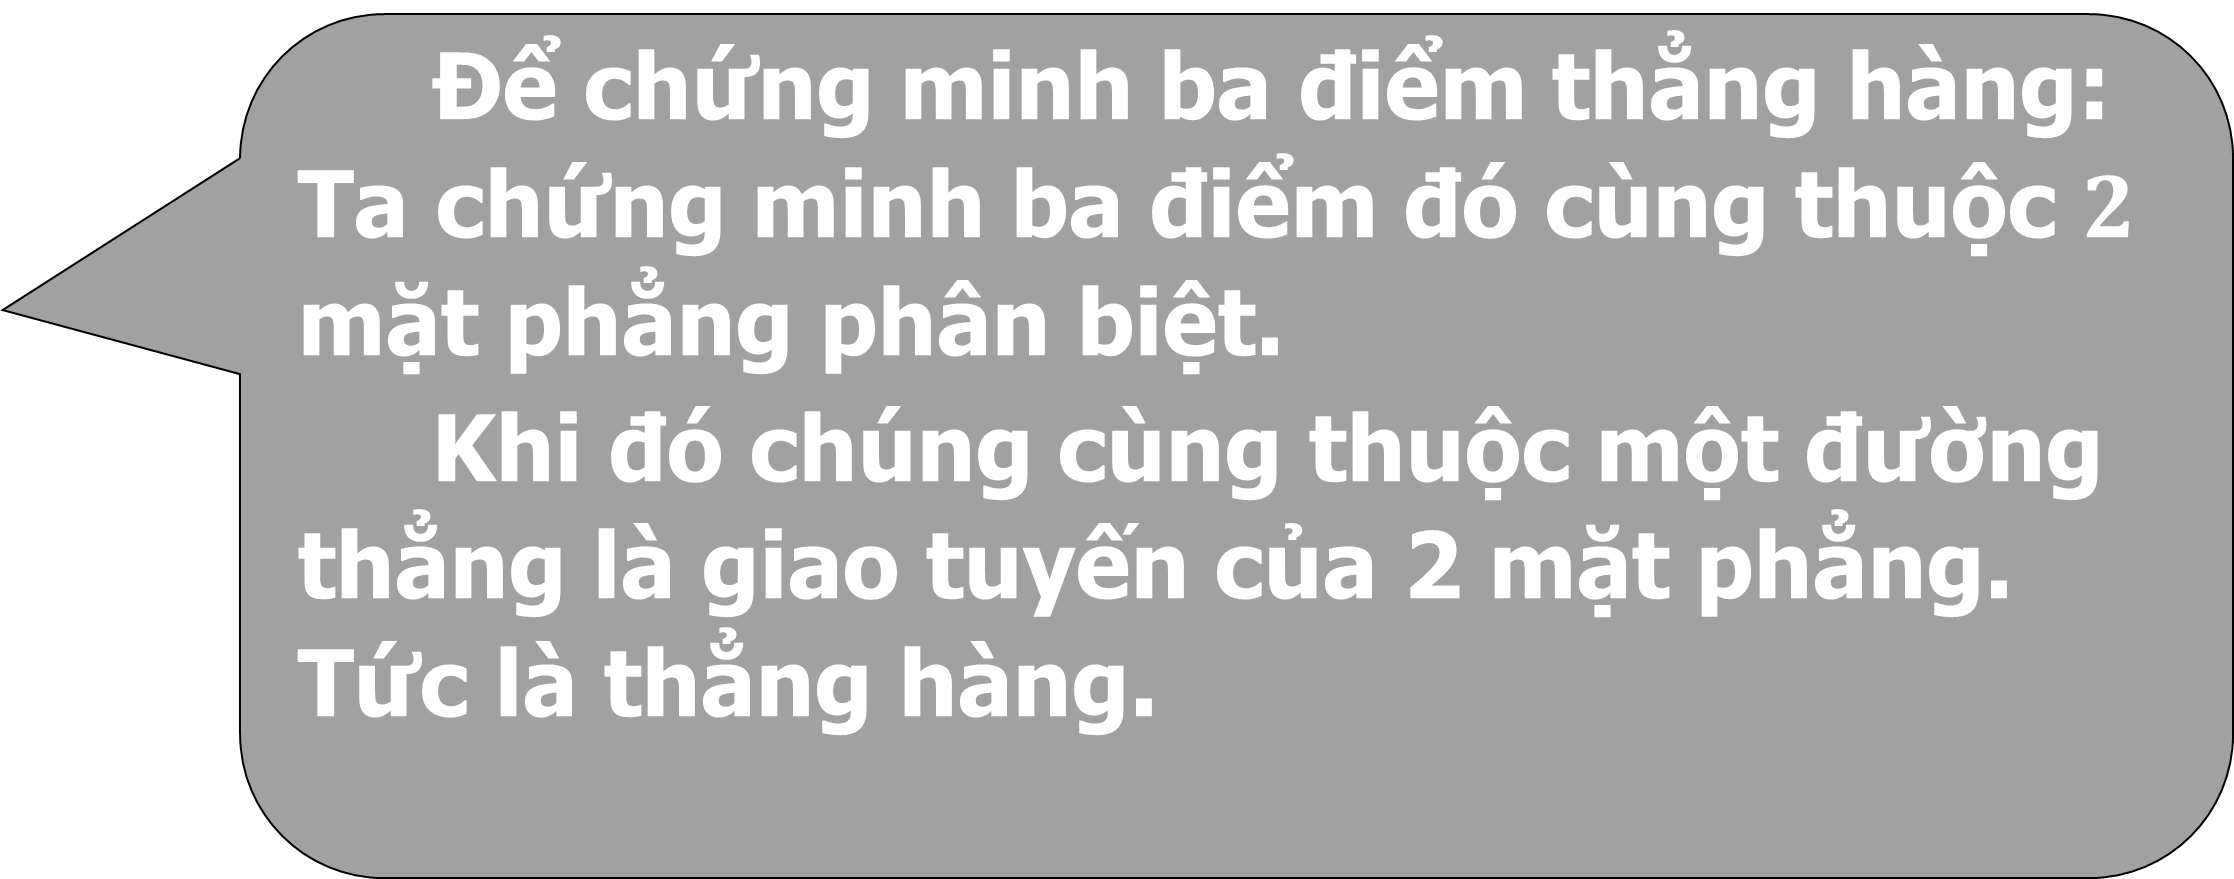 Để chứng minh ba điểm thẳng hàng:
Ta chứng minh ba điểm đó cùng thuộc 2
mặt phẳng phân biệt.
Khi đó chúng cùng thuộc một đường
thẳng là giao tuyến của 2 mặt phẳng.
Tức là thẳng hàng.